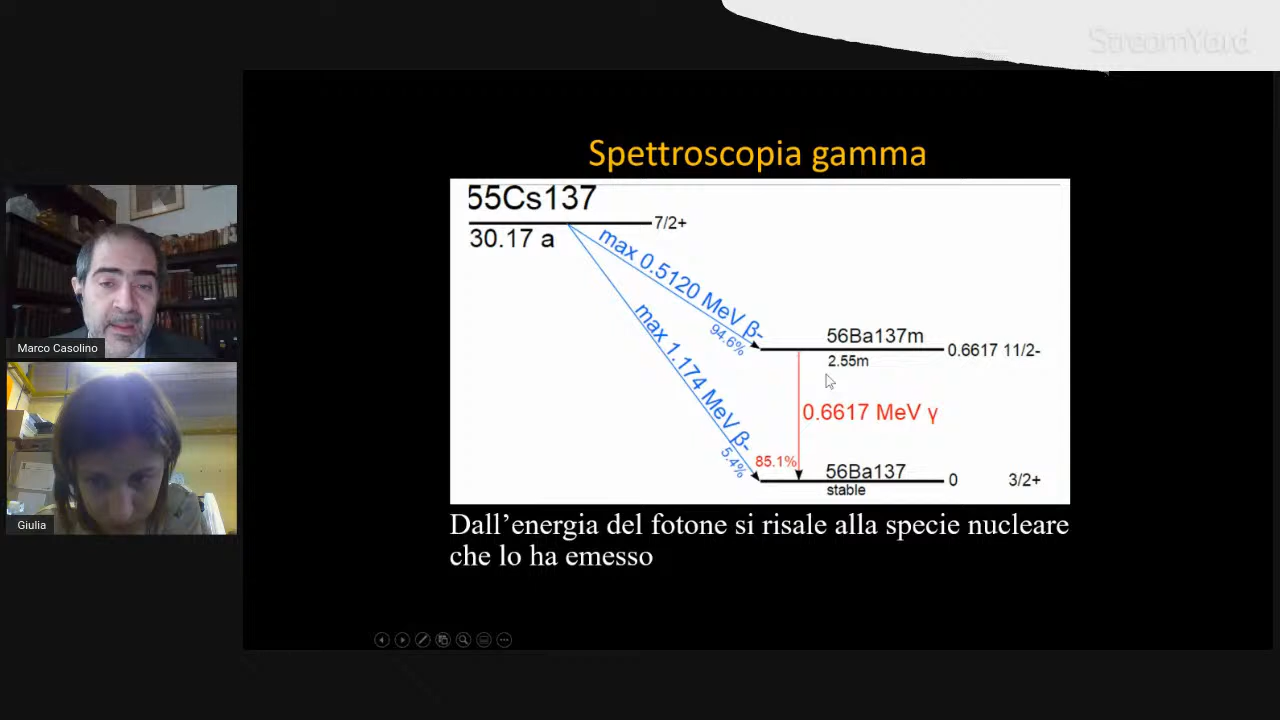 StreamYard
Spettroscopia gamma
55Cs137
7/2+
30.17 a
max 0.5120 MeV β-
94.6%
max 1.174 MeV β-
5.4%
56Ba137m
2.55m
0.6617 11/2-
0.6617 MeV γ
85.1%
56Ba137
stable
0
3/2+
Dall'energia del fotone si risale alla specie nucleare
che lo ha emesso
Marco Casolino
Giulia